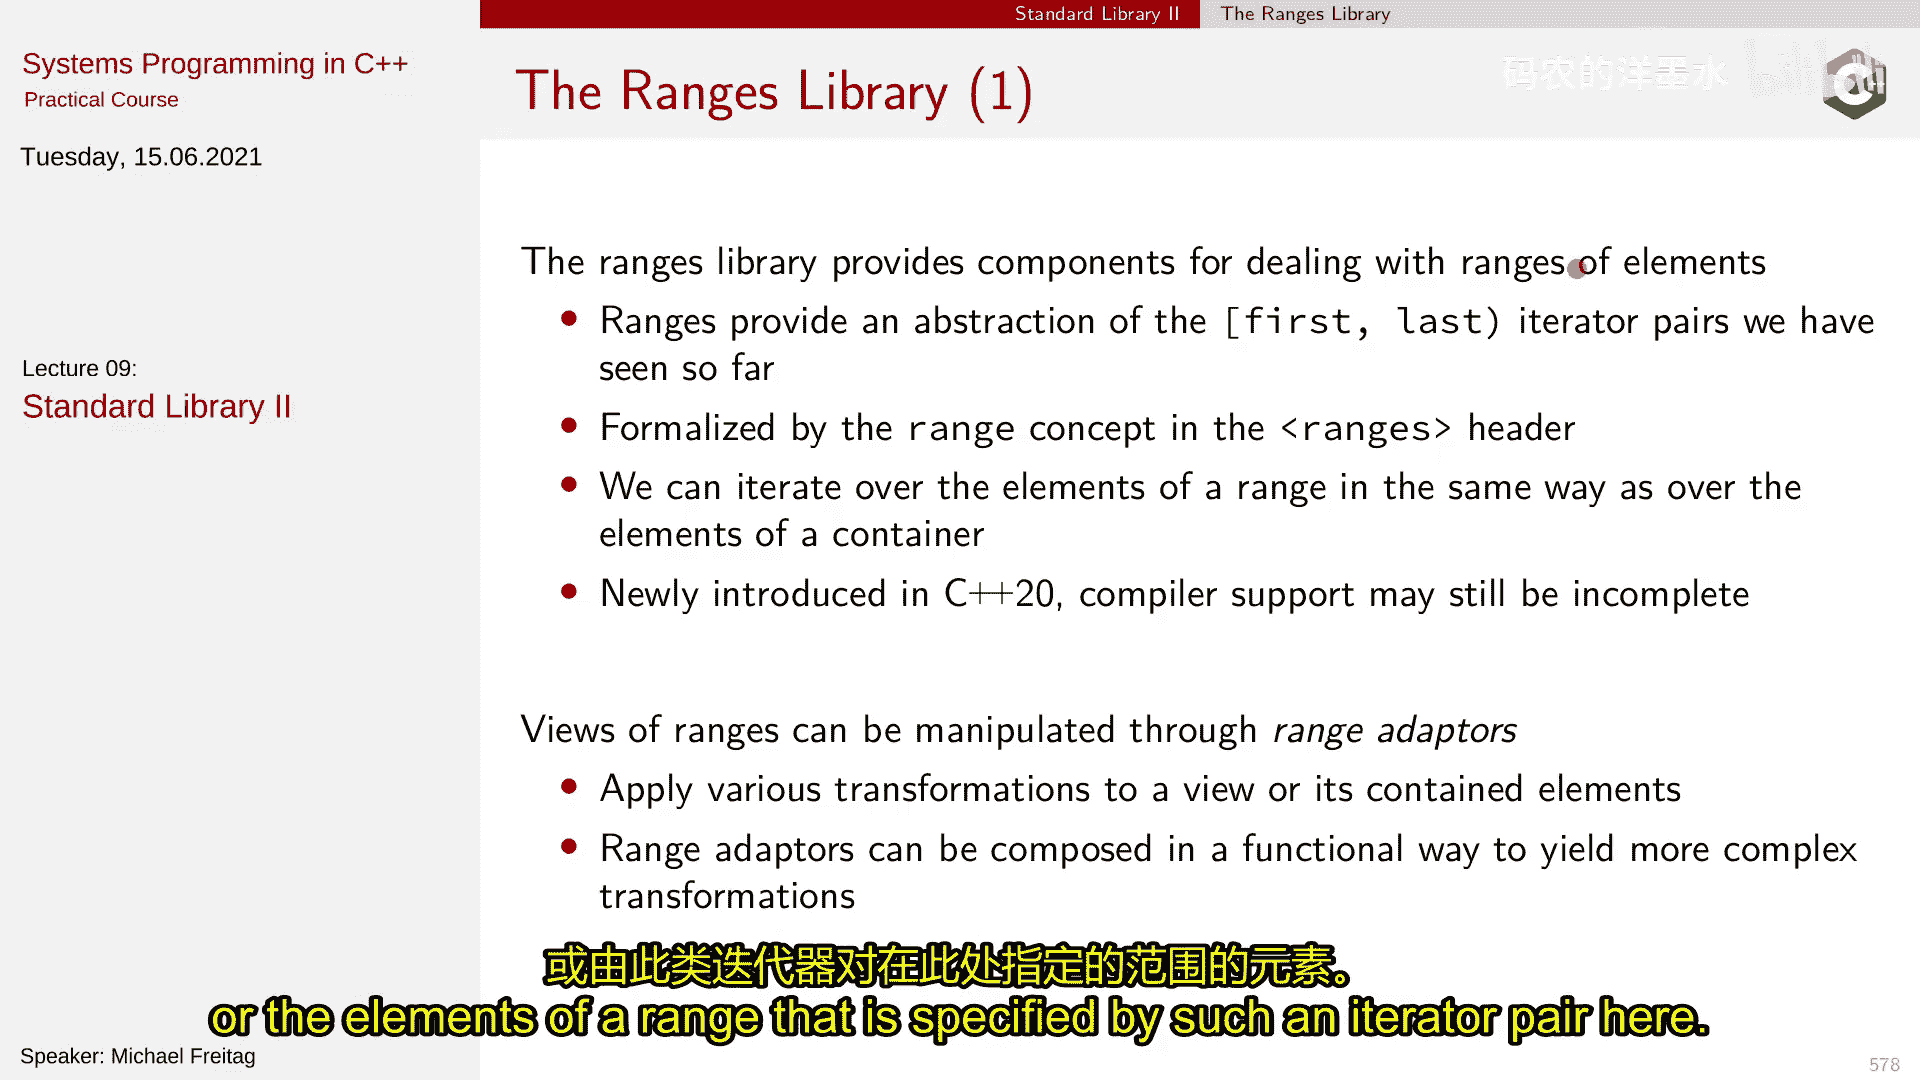 Standard Library II
The Ranges Library
Systems Programming in C++
Practical Course
Tuesday, 15.06.2021
Lecture 09:
Standard Library II
Speaker: Michael Freitag
The Ranges Library (1)
码农的洋墨水
The ranges library provides components for dealing with ranges of elements
• Ranges provide an abstraction of the [first, last) iterator pairs we have
seen so far
• Formalized by the range concept in the <ranges> header
• We can iterate over the elements of a range in the same way as over the
elements of a container
• Newly introduced in C++20, compiler support may still be incomplete
Views of ranges can be manipulated through range adaptors
• Apply various transformations to a view or its contained elements
• Range adaptors can be composed in a functional way to yield more complex
transformations
或由此类迭代器对在此处指定的范围的元素。
or the elements of a range that is specified by such an iterator pair here.
578